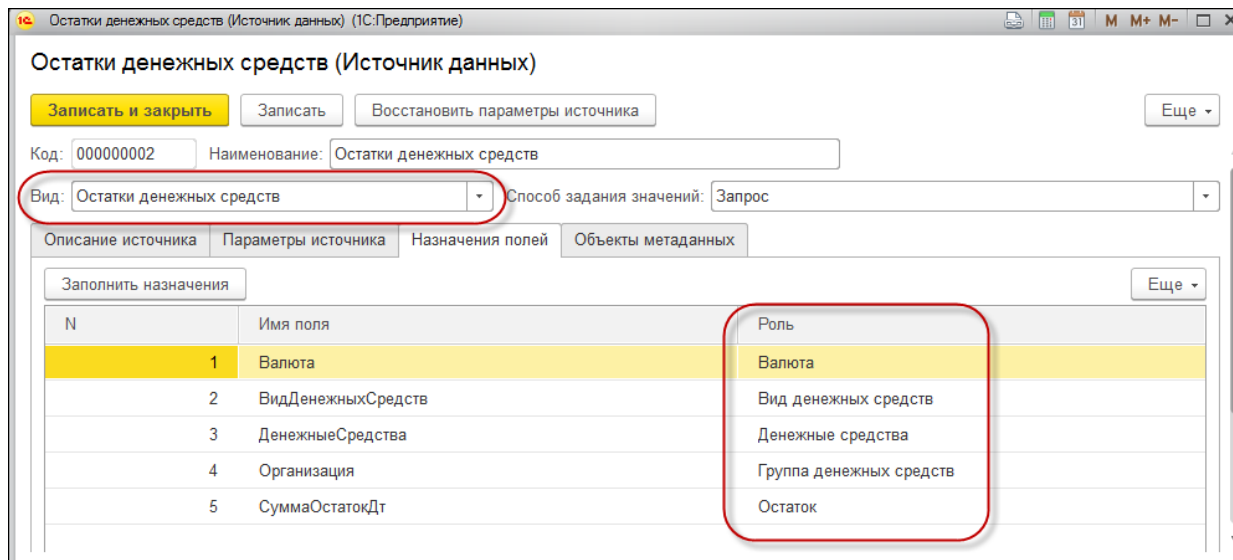 1С Остатки денежных средств (Источник данных) (1С:Предприятие) 31 M M+ M-
Остатки денежных средств (Источник данных)
Записать и закрыть Записать Восстановить параметры источника Еще
Код: 000000002 Наименование: Остатки денежных средств
Вид: Остатки денежных средств Способ задания значений: Запрос
Описание источника Параметры источника Назначения полей Объекты метаданных
Заполнить назначения Еще
N Имя поля Роль
1 Валюта Валюта
2 ВидДенежныхСредств Вид денежных средств
3 ДенежныеСредства Денежные средства
4 Организация Группа денежных средств
5 СуммаОстатокДт Остаток